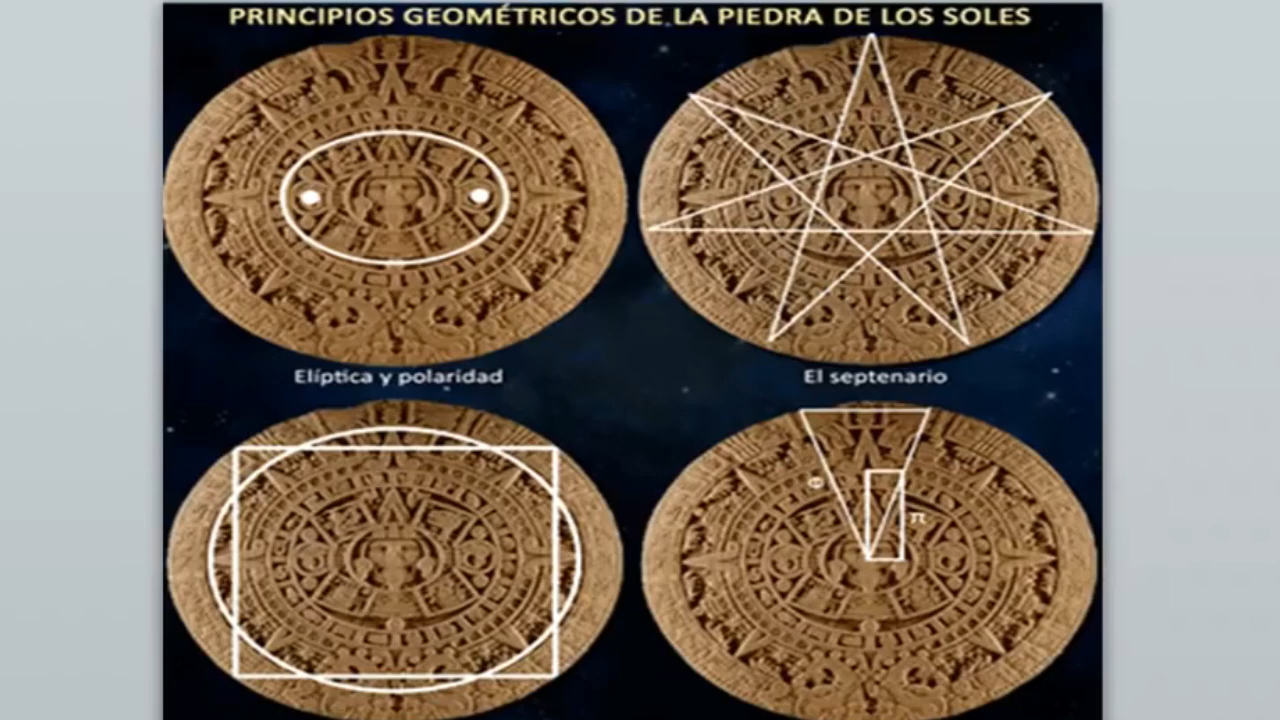 PRINCIPIOS GEOMÉTRICOS DE LA PIEDRA DE LOS SOLES
Elíptica y polaridad
El septenario
Φ
π